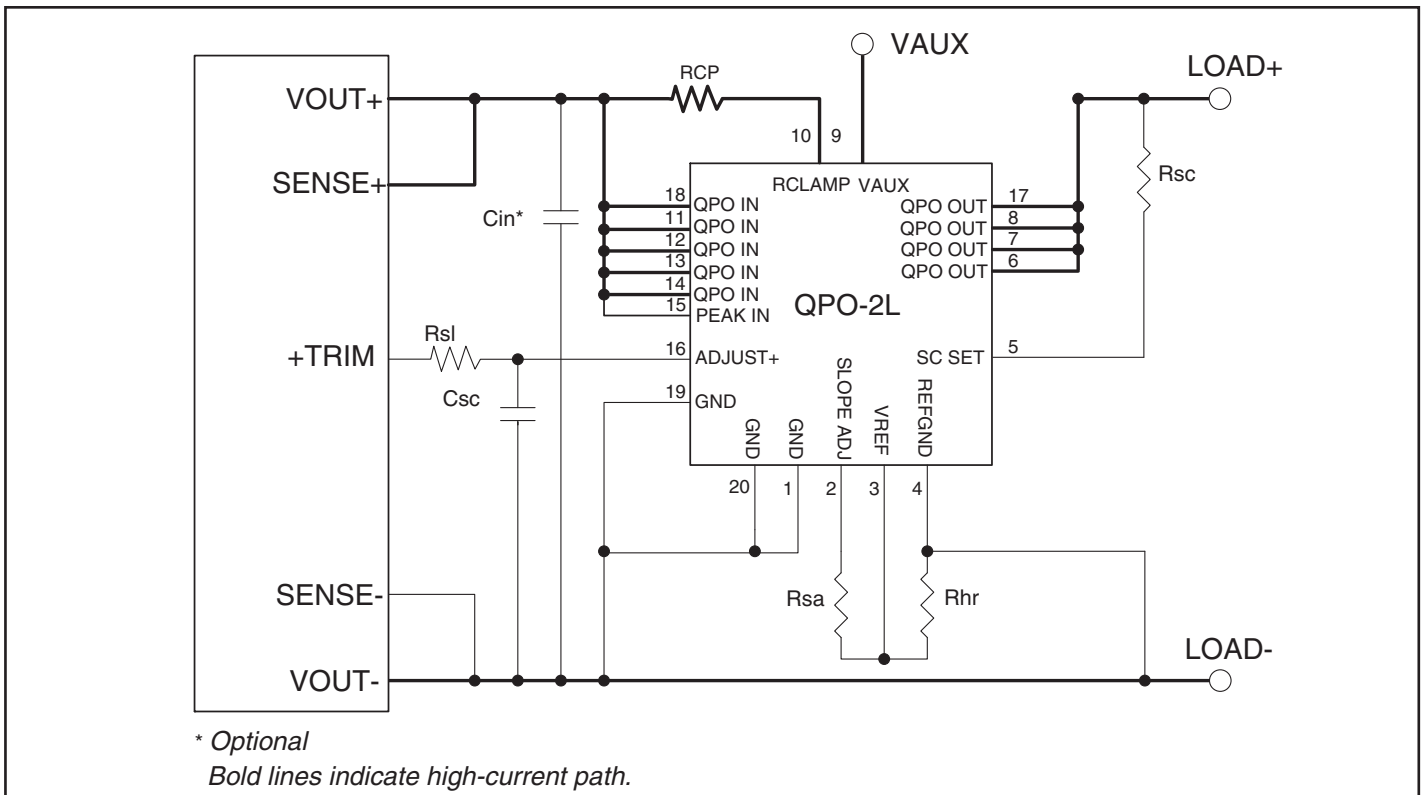 VAUX
LOAD+
RCP
VOUT+
10 9
SENSE+
RCLAMP VAUX
Rsc
Cin*
18 QPO IN
11 QPO IN
12 QPO IN
13 QPO IN
14 QPO IN
15 PEAK IN
QPO OUT 17
QPO OUT 8
QPO OUT 7
QPO OUT 6
QPO-2L
+TRIM
Rsl
16 ADJUST+
SC SET 5
Csc
19 GND
GND
GND
SLOPE ADJ
VREF
REFGND
20 1 2 3 4
SENSE-
Rsa
Rhr
VOUT-
LOAD-
* Optional
Bold lines indicate high-current path.